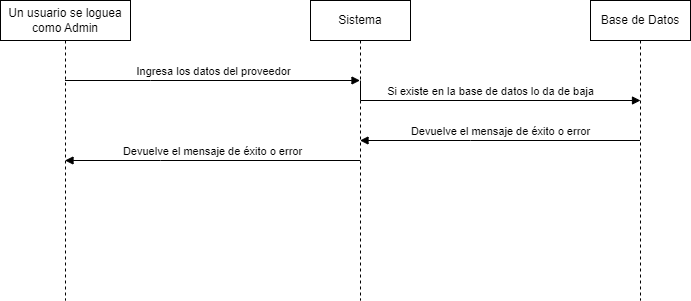 Un usuario se loguea
como Admin
Sistema
Base de Datos
Ingresa los datos del proveedor
Si existe en la base de datos lo da de baja
Devuelve el mensaje de éxito o error
Devuelve el mensaje de éxito o error